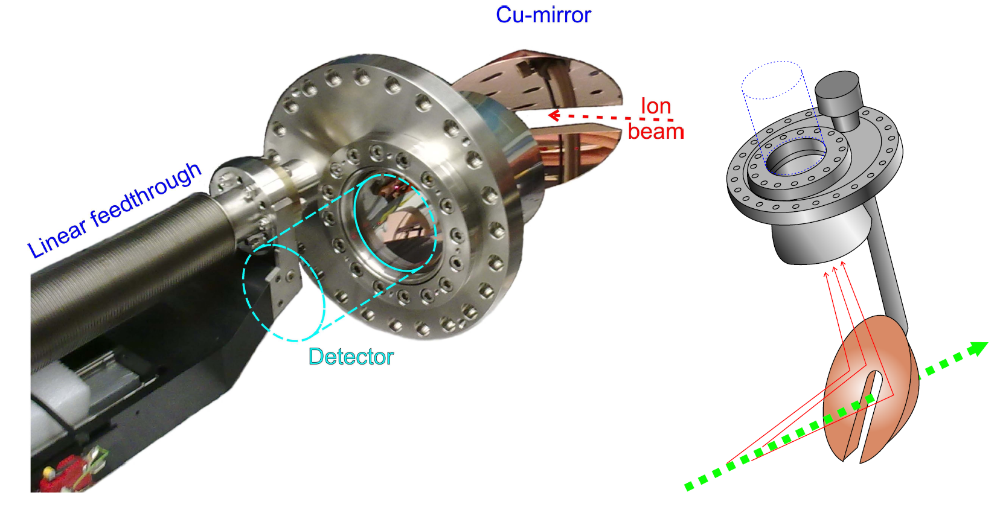 Cu-mirror
Ion
beam
Linear feedthrough
Detector